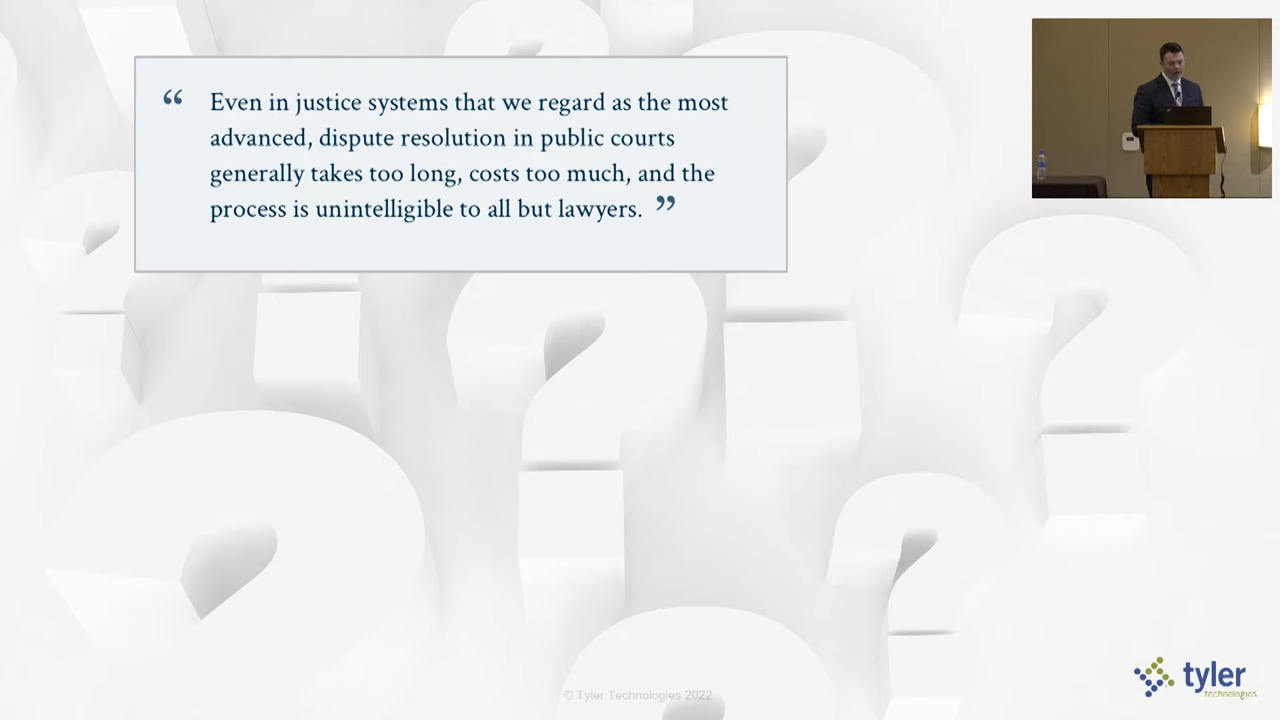 “ Even in justice systems that we regard as the most
advanced, dispute resolution in public courts
generally takes too long, costs too much, and the
process is unintelligible to all but lawyers. ”
© Tyler Technologies 2022
tyler
technologies